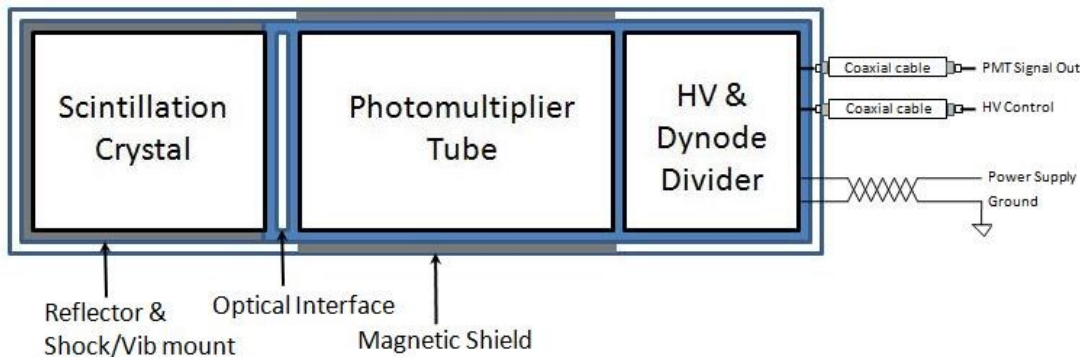 Scintillation
Crystal
Photomultiplier
Tube
HV &
Dynode
Divider
Coaxial cable
PMT Signal Out
Coaxial cable
HV Control
Power Supply
Ground
Reflector &
Shock/Vib mount
Optical Interface
Magnetic Shield